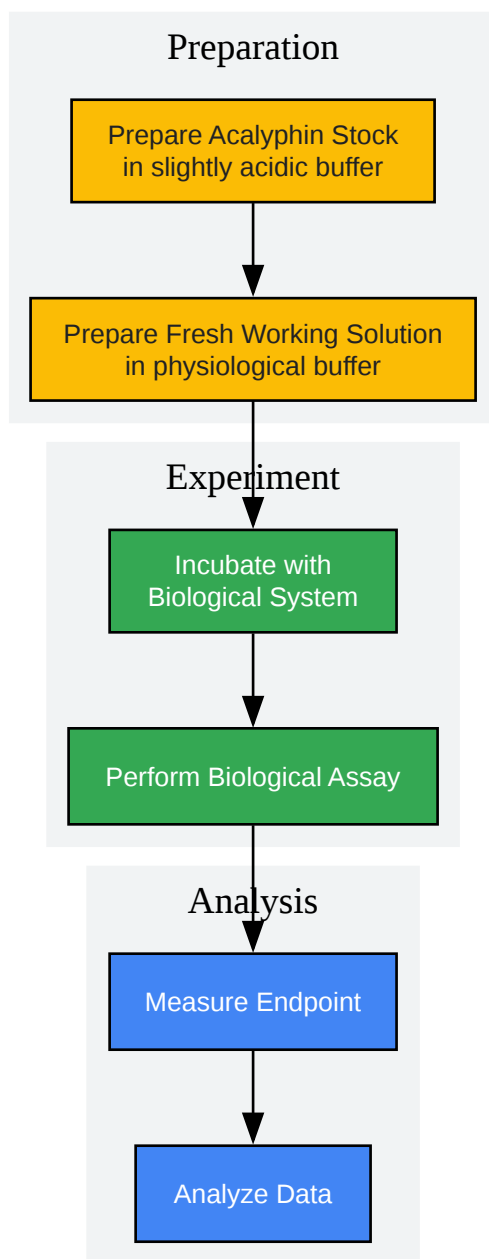 Preparation
Prepare Acalyphin Stock
in slightly acidic buffer
Prepare Fresh Working Solution
in physiological buffer
Experiment
Incubate with
Biological System
Perform Biological Assay
Analysis
Measure Endpoint
Analyze Data